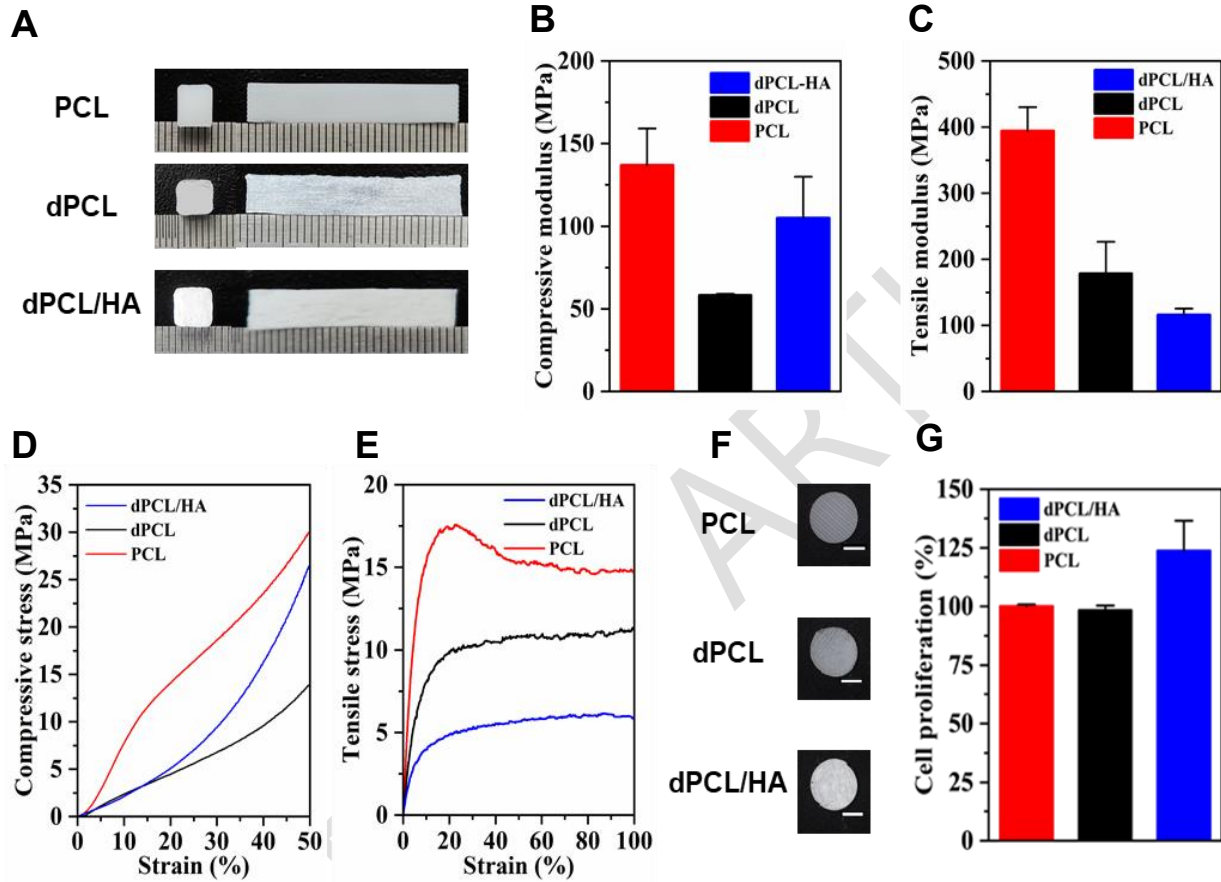 A
PCL
dPCL
dPCL/HA
B
Compressive modulus (MPa)
200
150
100
50
0
dPCL-HA
dPCL
PCL
C
Tensile modulus (MPa)
500
400
300
200
100
0
dPCL/HA
dPCL
PCL
D
Compressive stress (MPa)
35
30
25
20
15
10
5
0
dPCL/HA
dPCL
PCL
0 10 20 30 40 50
Strain (%)
E
Tensile stress (MPa)
20
15
10
5
0
dPCL/HA
dPCL
PCL
0 20 40 60 80 100
Strain (%)
F
PCL
dPCL
dPCL/HA
G
Cell proliferation (%)
150
125
100
75
50
25
0
dPCL/HA
dPCL
PCL